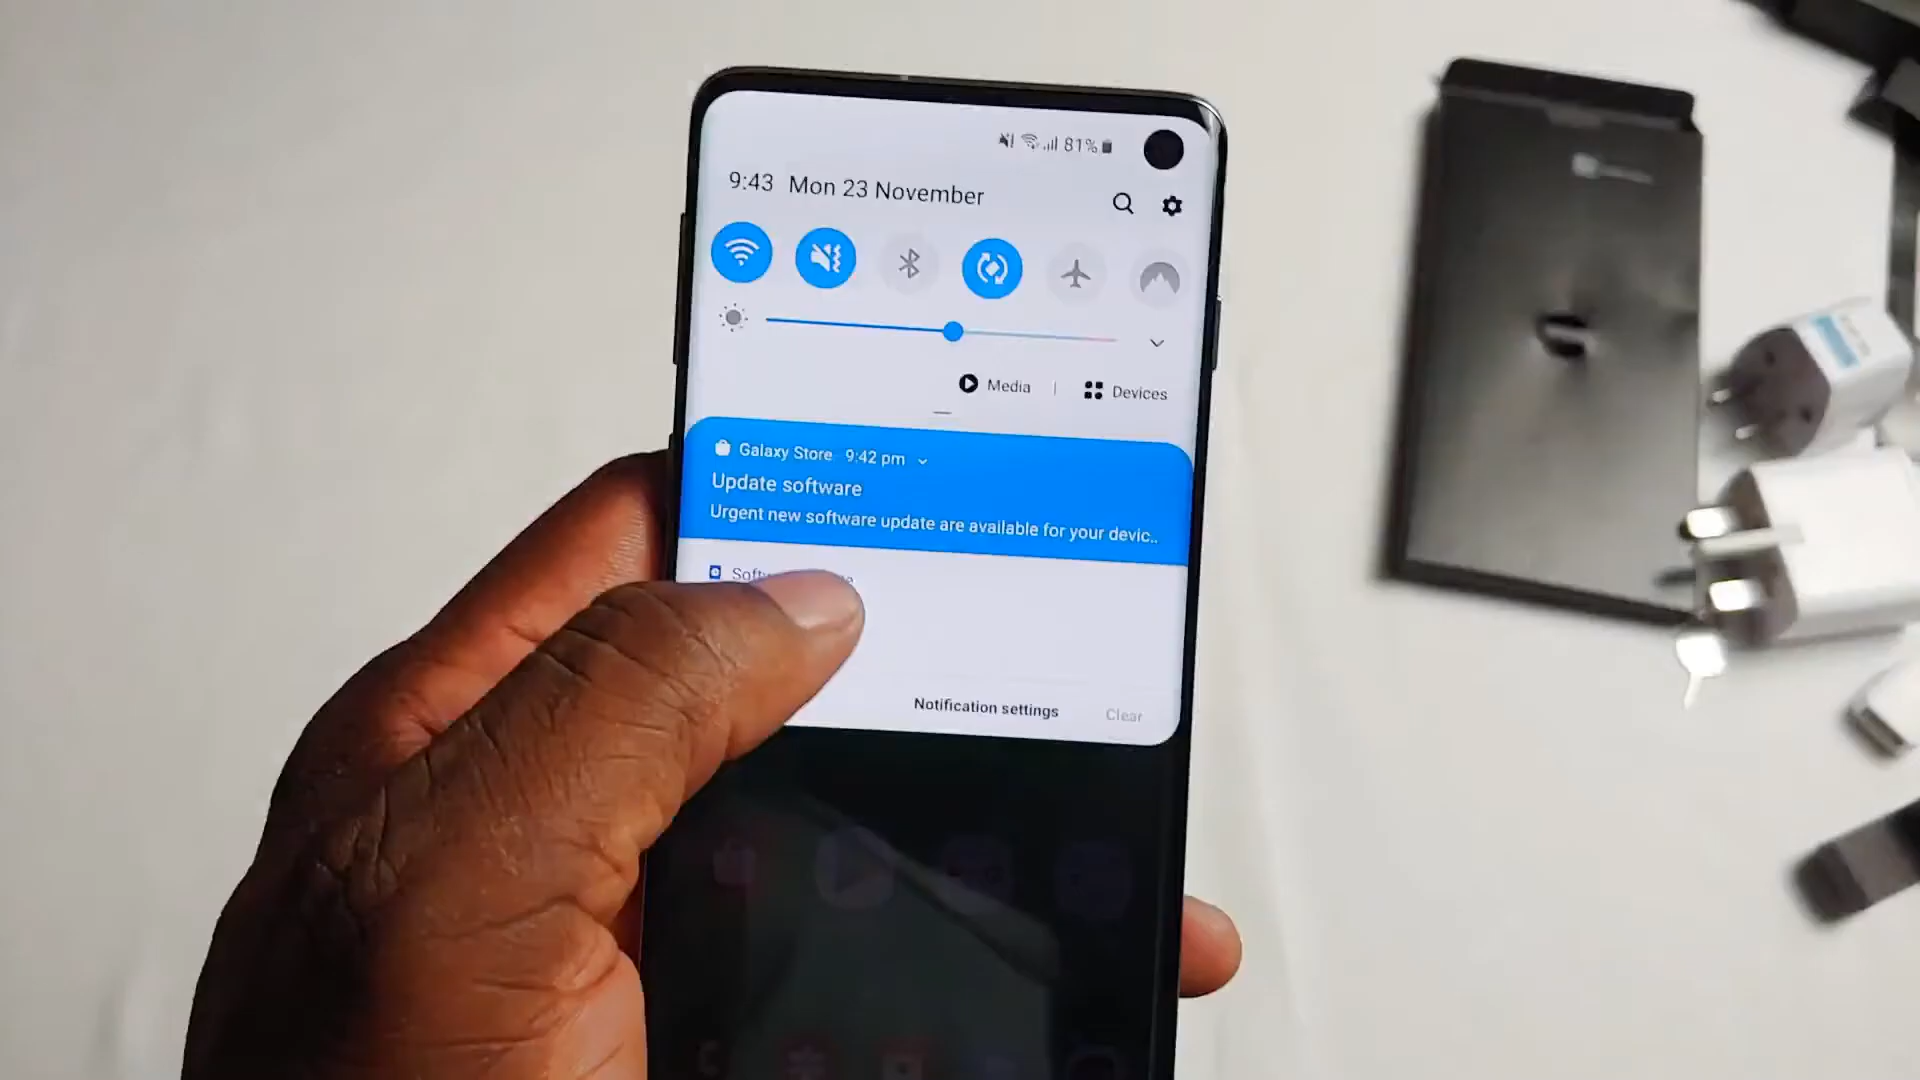 81%
9:43 Mon 23 November
Media | Devices
Galaxy Store 9:42 pm
Update software
Urgent new software update are available for your devic..
Notification settings Clear